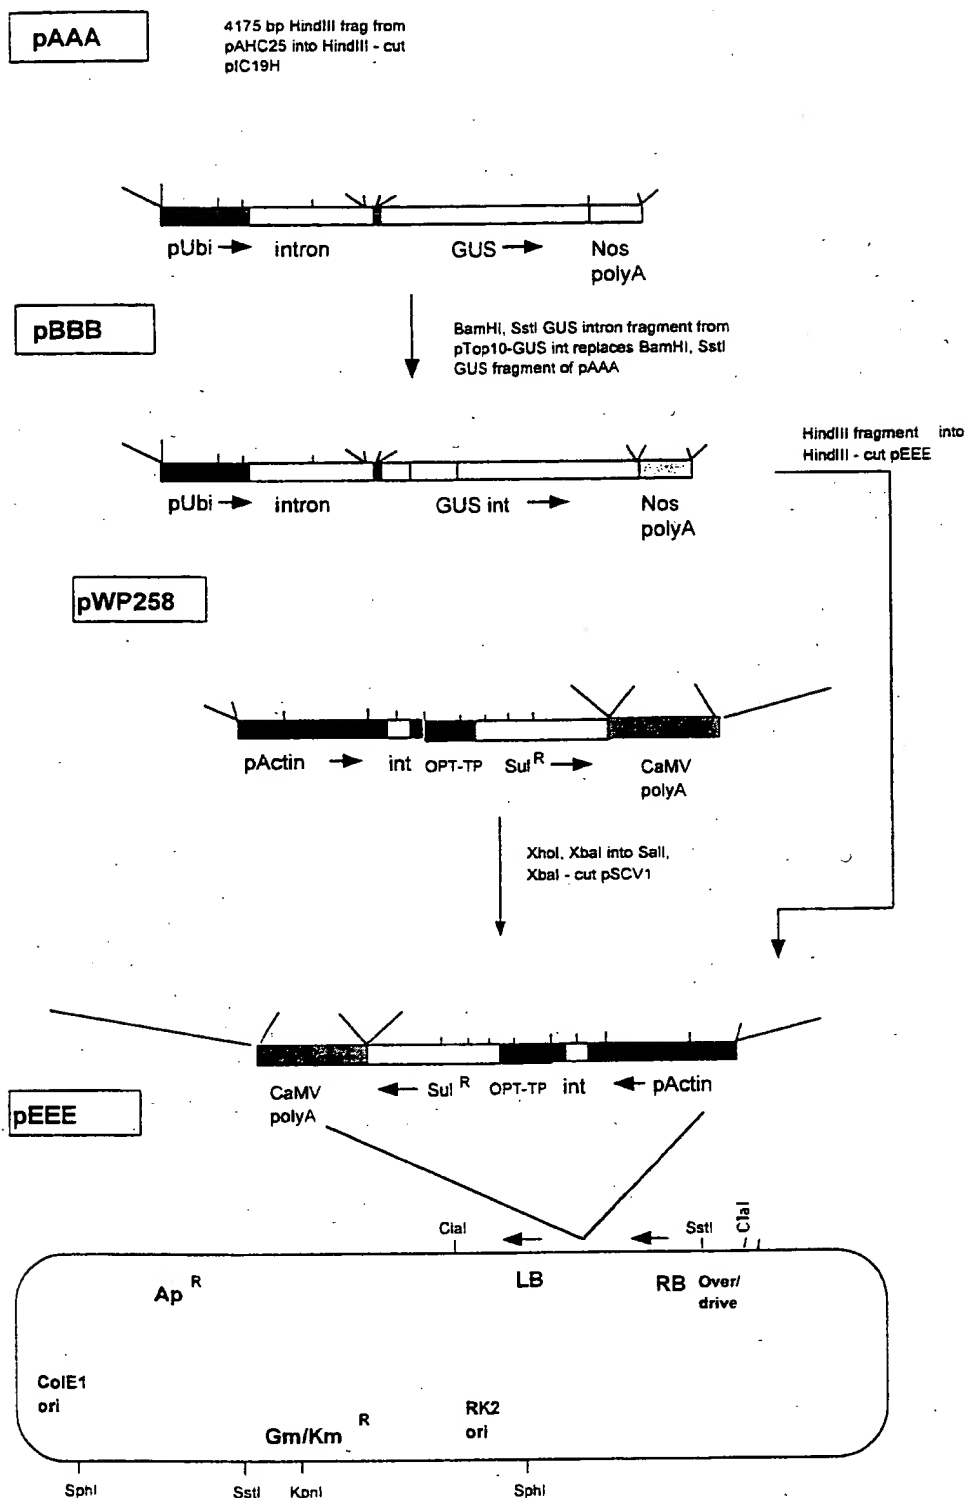 pAAA
4175 bp HindIII frag from
pAHC25 into HindIII - cut
pIC19H
pUbi
intron
GUS
Nos
polyA
pBBB
BamHI, SstI GUS intron fragment from
pTop10-GUS int replaces BamHI, SstI
GUS fragment of pAAA
HindIII fragment into
HindIII - cut pEEE
pUbi
intron
GUS int
Nos
polyA
pWP258
pActin
int
OPT-TP
Sul R
CaMV
polyA
XhoI, XbaI into SalI,
XbaI - cut pSCV1
CaMV
polyA
Sul R
OPT-TP
int
pActin
pEEE
ClaI
SstI
ClaI
Ap R
LB
RB
Over/
drive
ColE1
ori
Gm/Km R
RK2
ori
SphI
SstI
KpnI
SphI